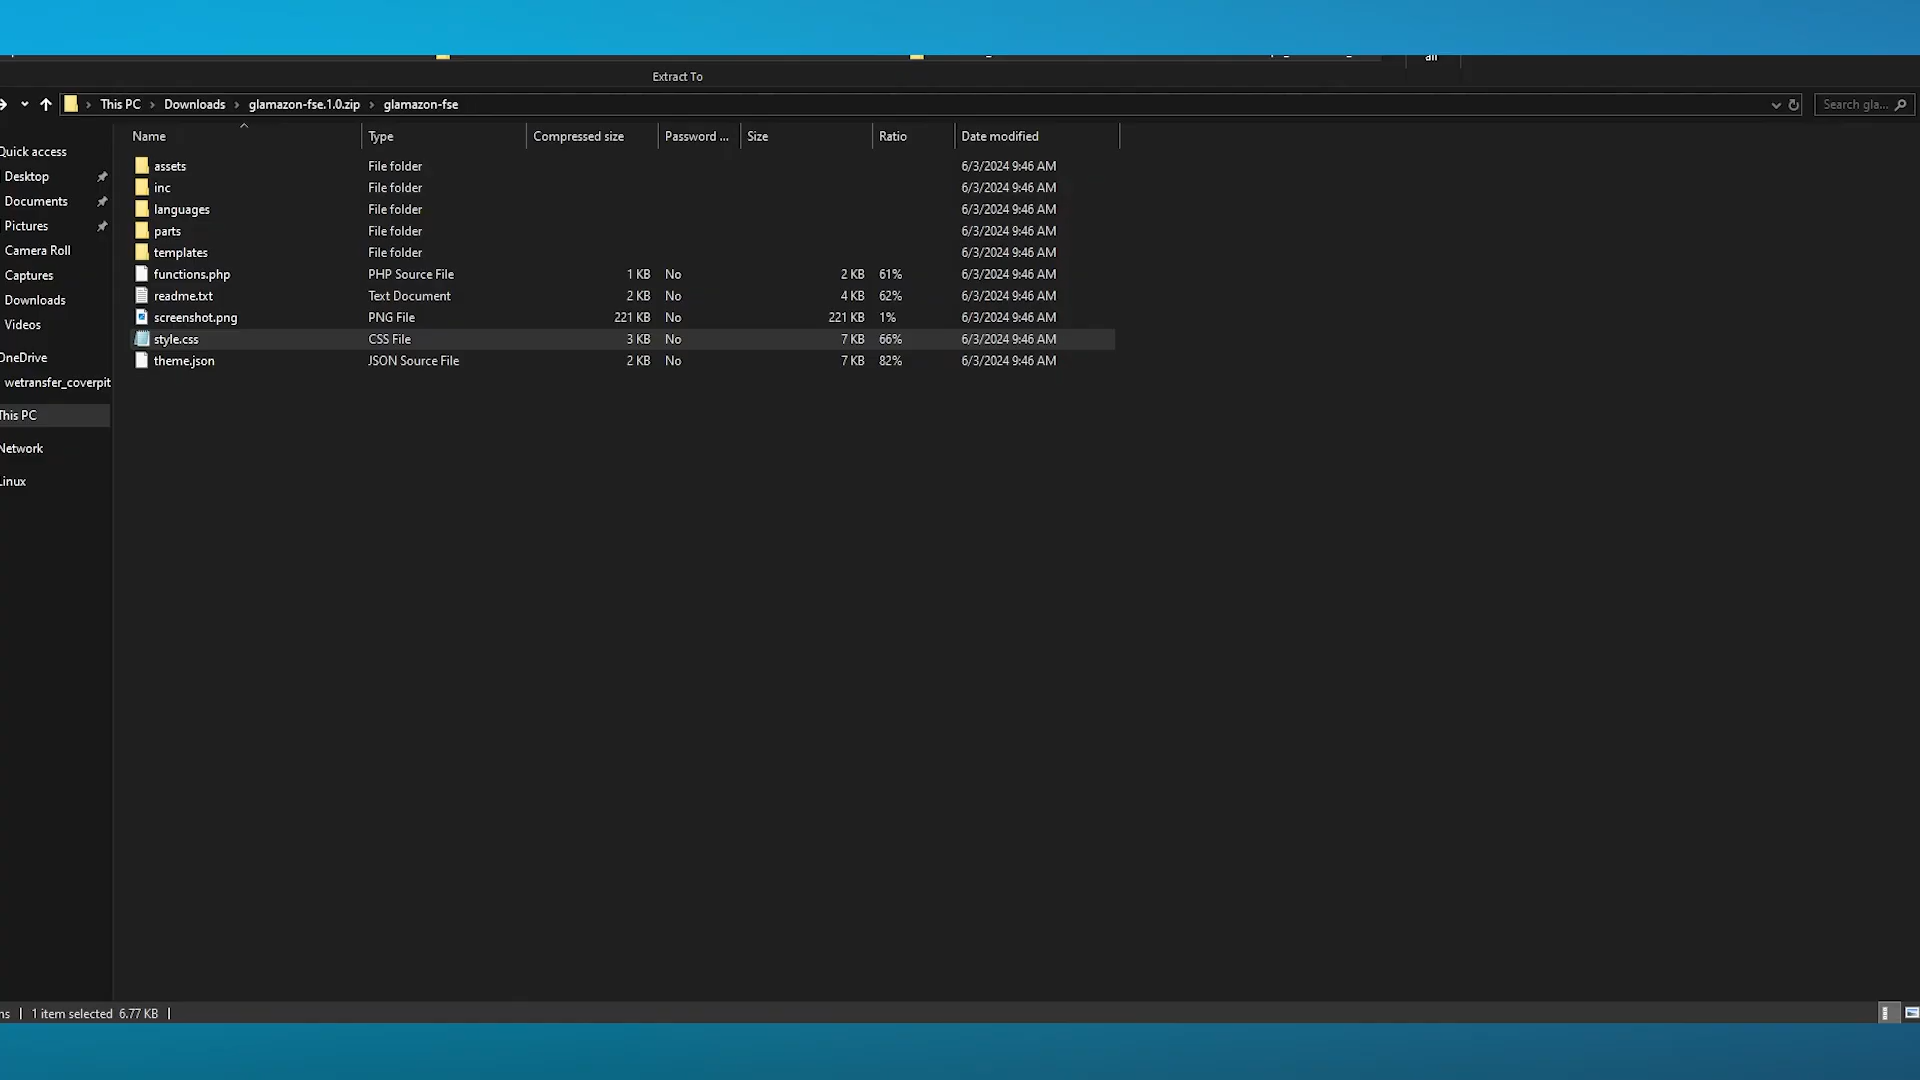 Extract To
This PC > Downloads > glamazon-fse.1.0.zip > glamazon-fse
Search gla...
Name Type Compressed size Password ... Size Ratio Date modified
Quick access
Desktop
Documents
Pictures
Camera Roll
Captures
Downloads
Videos
OneDrive
wetransfer_coverpit
This PC
Network
Linux
assets File folder 6/3/2024 9:46 AM
inc File folder 6/3/2024 9:46 AM
languages File folder 6/3/2024 9:46 AM
parts File folder 6/3/2024 9:46 AM
templates File folder 6/3/2024 9:46 AM
functions.php PHP Source File 1 KB No 2 KB 61% 6/3/2024 9:46 AM
readme.txt Text Document 2 KB No 4 KB 62% 6/3/2024 9:46 AM
screenshot.png PNG File 221 KB No 221 KB 1% 6/3/2024 9:46 AM
style.css CSS File 3 KB No 7 KB 66% 6/3/2024 9:46 AM
theme.json JSON Source File 2 KB No 7 KB 82% 6/3/2024 9:46 AM
1 item selected 6.77 KB